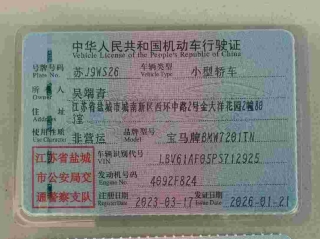 中华人民共和国机动车行驶证
Vehicle License of the People's Republic of China
号牌号码 苏J9WS26 车辆类型 小型轿车
Plate No. Vehicle Type
所有人 吴端青
Owner
住址 江苏省盐城市城南新区西环中路2号金大洋花园2幢80
室
使用性质 非营运 品牌型号 宝马牌BMW7201TN
Use Character Model
江苏省盐城
市公安局交
通警察支队
车辆识别代号 LBV61AF05PS712925
VIN
发动机号码 4092F824
Engine No.
注册日期 2023-03-17 发证日期 2026-01-21
Register Date Issue Date